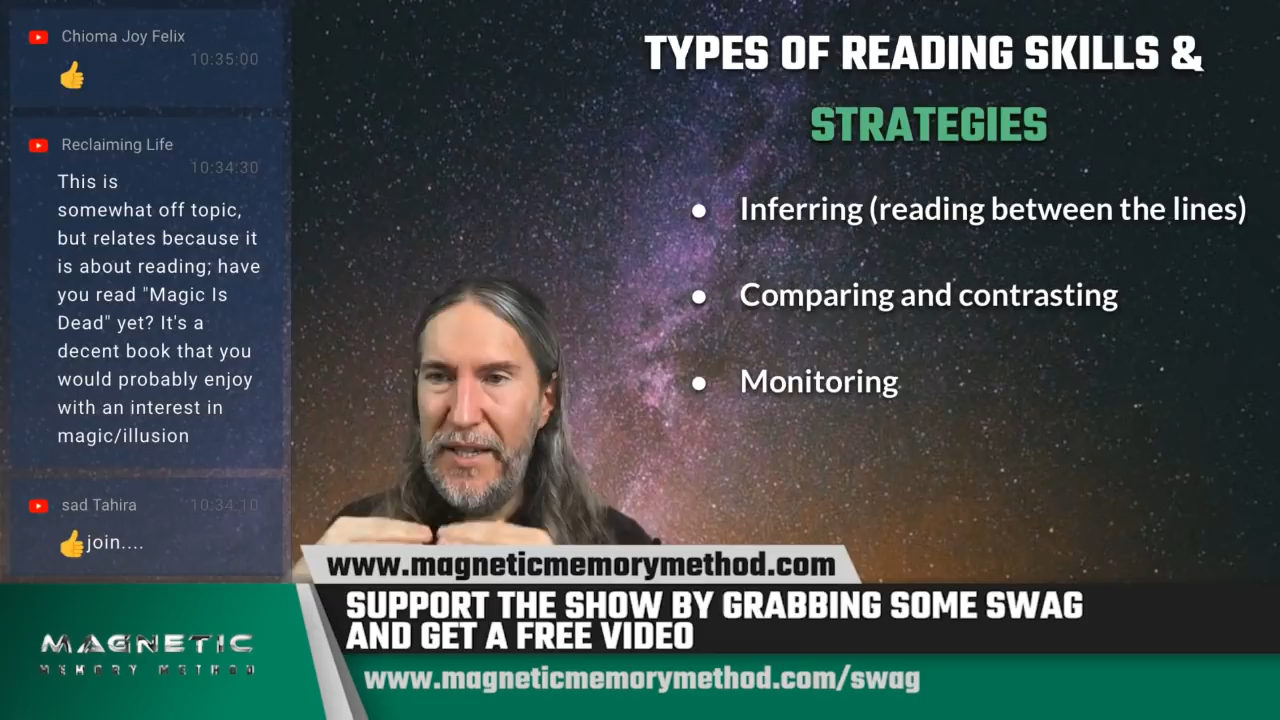 Chioma Joy Felix
10:35:00
👍
Reclaiming Life
10:34:30
This is
somewhat off topic,
but relates because it
is about reading; have
you read "Magic Is
Dead" yet? It's a
decent book that you
would probably enjoy
with an interest in
magic/illusion
sad Tahira 10:34:10
👍join....
TYPES OF READING SKILLS &
STRATEGIES
● Inferring (reading between the lines)
● Comparing and contrasting
● Monitoring
www.magneticmemorymethod.com
SUPPORT THE SHOW BY GRABBING SOME SWAG
AND GET A FREE VIDEO
www.magneticmemorymethod.com/swag
MAGNETIC
MEMORY METHOD